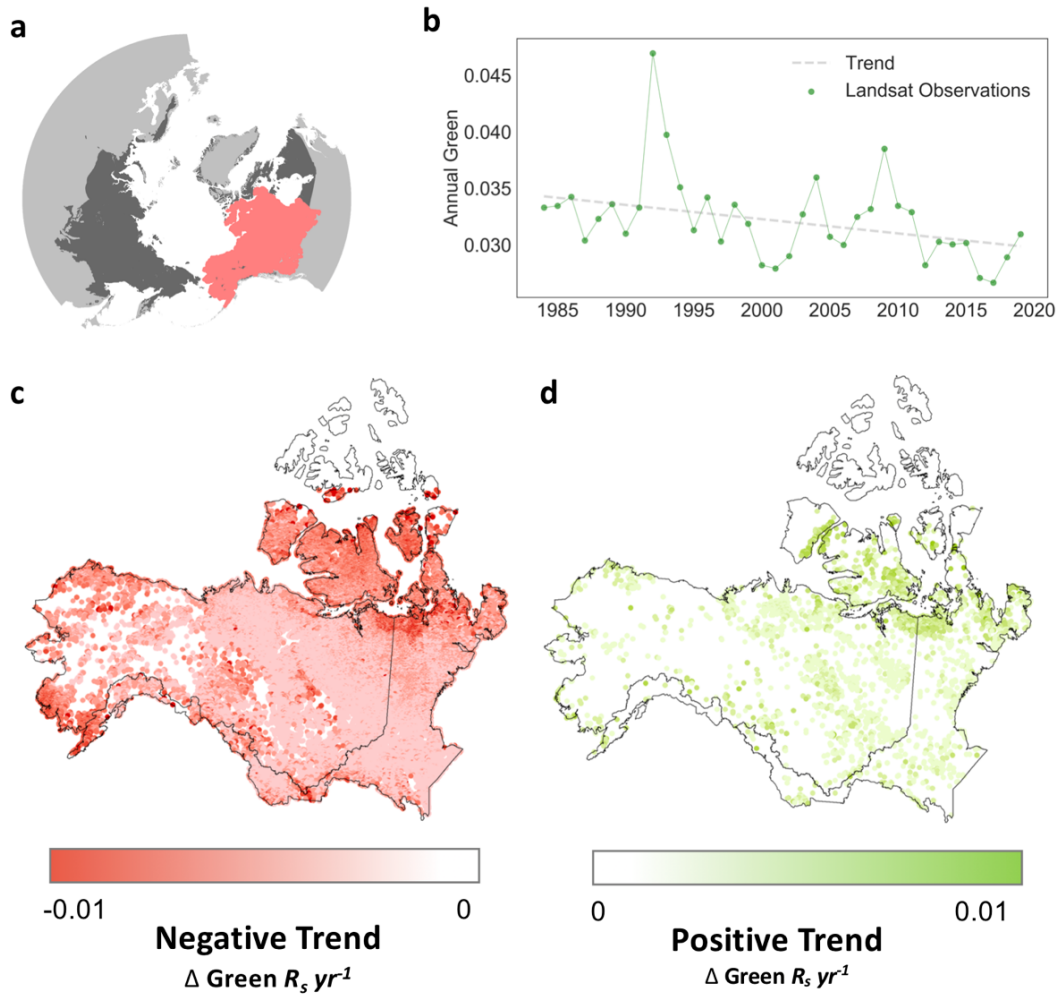 a
b
0.045
0.040
0.035
0.030
Annual Green
Trend
Landsat Observations
1985 1990 1995 2000 2005 2010 2015 2020
c
d
-0.01 0
Negative Trend
Δ Green Rs yr-1
0 0.01
Positive Trend
Δ Green Rs yr-1